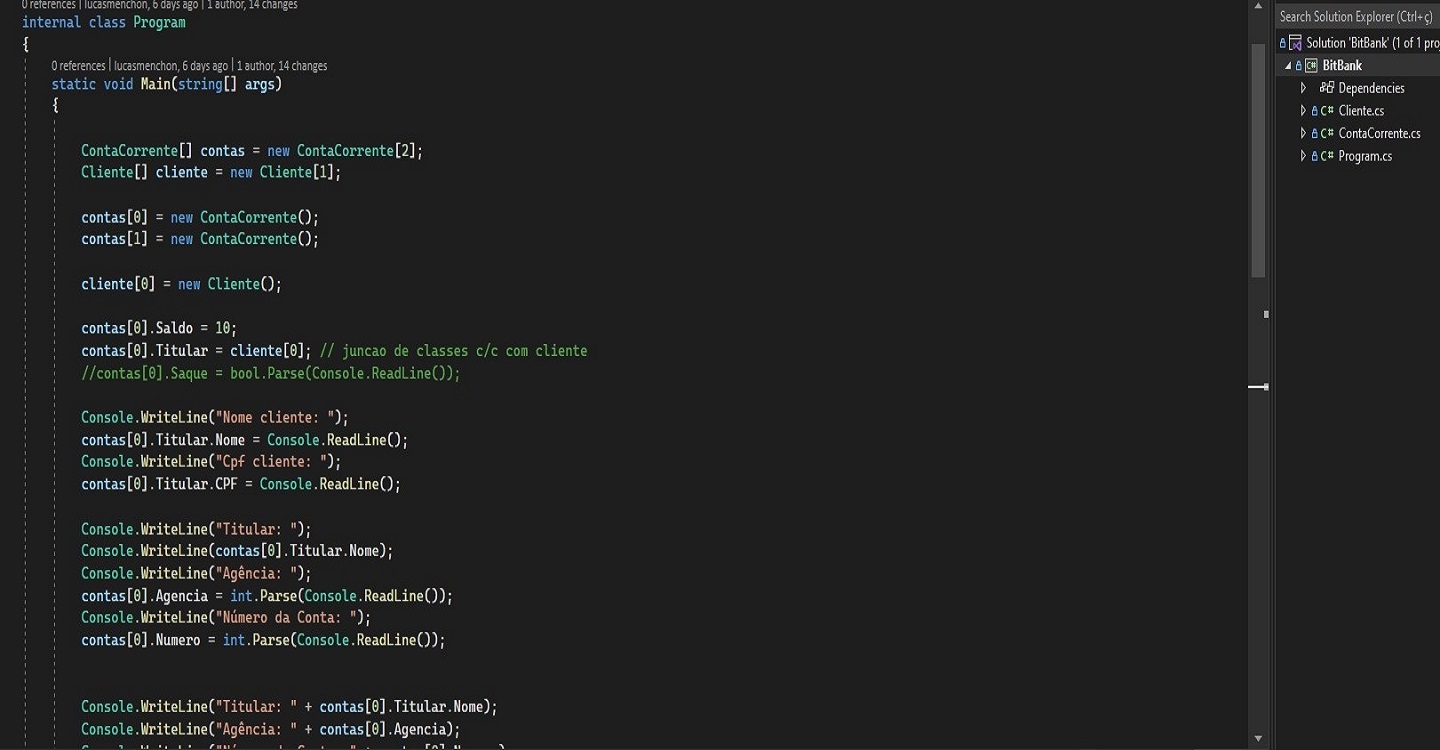 0 references | lucasmenchon, 6 days ago | 1 author, 14 changes
internal class Program
{
0 references | lucasmenchon, 6 days ago | 1 author, 14 changes
static void Main(string[] args)
{
ContaCorrente[] contas = new ContaCorrente[2];
Cliente[] cliente = new Cliente[1];
contas[0] = new ContaCorrente();
contas[1] = new ContaCorrente();
cliente[0] = new Cliente();
contas[0].Saldo = 10;
contas[0].Titular = cliente[0]; // juncao de classes c/c com cliente
//contas[0].Saque = bool.Parse(Console.ReadLine());
Console.WriteLine("Nome cliente: ");
contas[0].Titular.Nome = Console.ReadLine();
Console.WriteLine("Cpf cliente: ");
contas[0].Titular.CPF = Console.ReadLine();
Console.WriteLine("Titular: ");
Console.WriteLine(contas[0].Titular.Nome);
Console.WriteLine("Agência: ");
contas[0].Agencia = int.Parse(Console.ReadLine());
Console.WriteLine("Número da Conta: ");
contas[0].Numero = int.Parse(Console.ReadLine());
Console.WriteLine("Titular: " + contas[0].Titular.Nome);
Console.WriteLine("Agência: " + contas[0].Agencia);
Search Solution Explorer (Ctrl+ç)
Solution 'BitBank' (1 of 1 proj
C# BitBank
Dependencies
C# Cliente.cs
C# ContaCorrente.cs
C# Program.cs